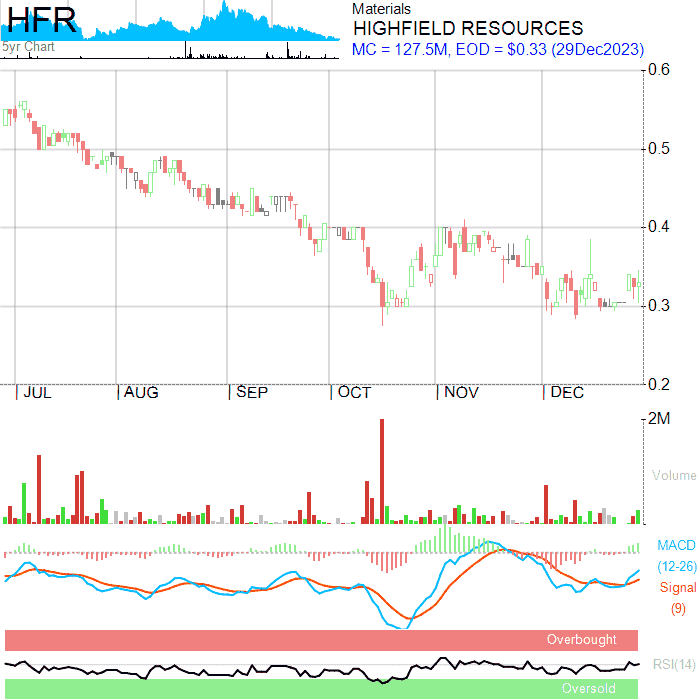 HFR
5yr Chart
Materials
HIGHFIELD RESOURCES
MC = 127.5M, EOD = $0.33 (29Dec2023)
0.6
0.5
0.4
0.3
0.2
JUL AUG SEP OCT NOV DEC
2M
Volume
MACD
(12-26)
Signal
(9)
Overbought
RSI(14)
Oversold